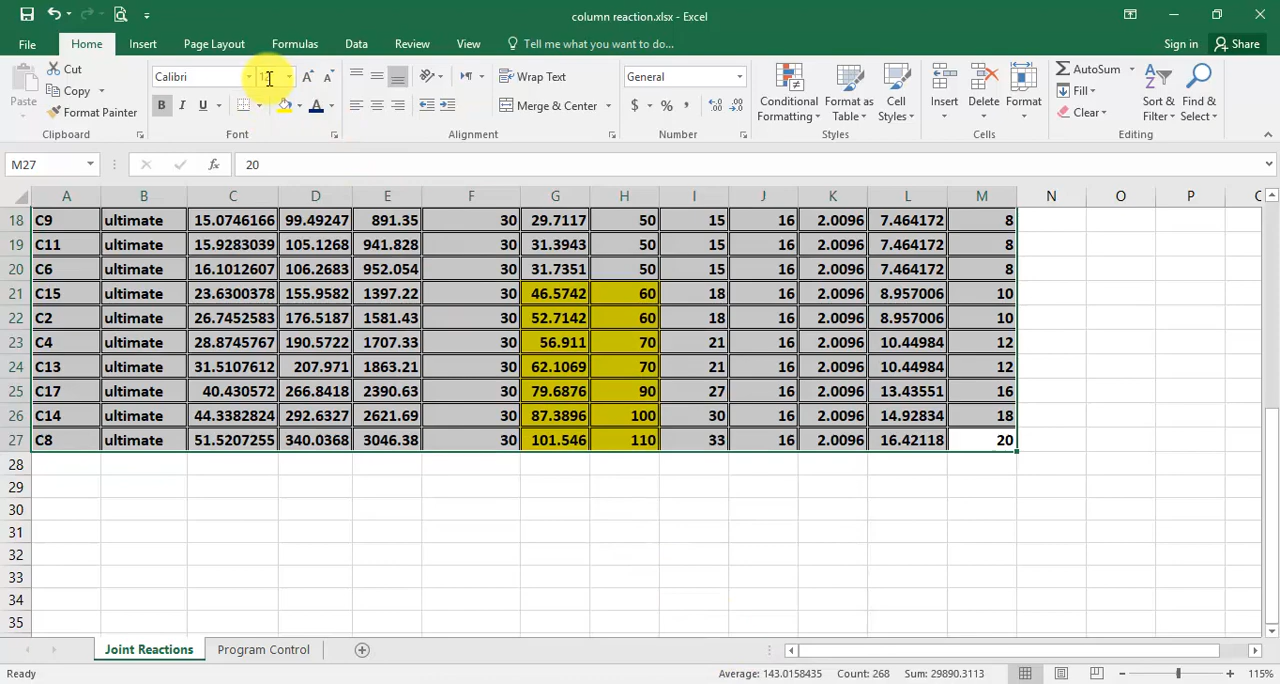 column reaction.xlsx - Excel
File Home Insert Page Layout Formulas Data Review View Tell me what you want to do... Sign in Share
Paste Cut Copy Format Painter Clipboard
Calibri B I U A Font
Wrap Text Merge & Center Alignment
General $ % , Number
Conditional Formatting Format as Table Cell Styles Styles
Insert Delete Format Cells
AutoSum Fill Clear Sort & Filter Find & Select Editing
M27 fx 20
A B C D E F G H I J K L M N O P
18 C9 ultimate 15.0746166 99.49247 891.35 30 29.7117 50 15 16 2.0096 7.464172 8
19 C11 ultimate 15.9283039 105.1268 941.828 30 31.3943 50 15 16 2.0096 7.464172 8
20 C6 ultimate 16.1012607 106.2683 952.054 30 31.7351 50 15 16 2.0096 7.464172 8
21 C15 ultimate 23.6300378 155.9582 1397.22 30 46.5742 60 18 16 2.0096 8.957006 10
22 C2 ultimate 26.7452583 176.5187 1581.43 30 52.7142 60 18 16 2.0096 8.957006 10
23 C4 ultimate 28.8745767 190.5722 1707.33 30 56.911 70 21 16 2.0096 10.44984 12
24 C13 ultimate 31.5107612 207.971 1863.21 30 62.1069 70 21 16 2.0096 10.44984 12
25 C17 ultimate 40.430572 266.8418 2390.63 30 79.6876 90 27 16 2.0096 13.43551 16
26 C14 ultimate 44.3382824 292.6327 2621.69 30 87.3896 100 30 16 2.0096 14.92834 18
27 C8 ultimate 51.5207255 340.0368 3046.38 30 101.546 110 33 16 2.0096 16.42118 20
28
29
30
31
32
33
34
35
Joint Reactions Program Control
Ready Average: 143.0158435 Count: 268 Sum: 29890.3113 115%